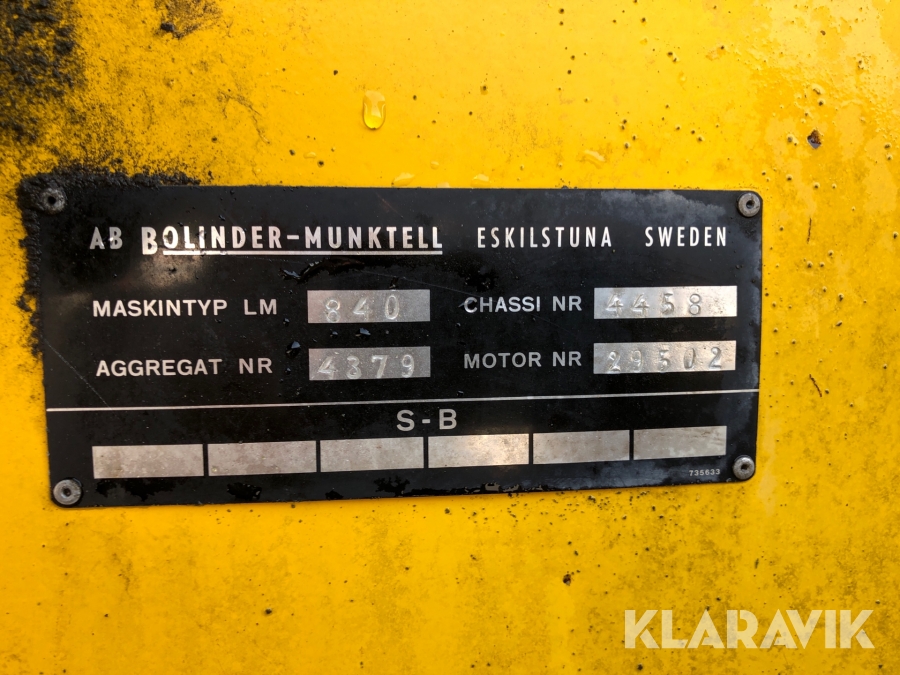 AB BOLINDER-MUNKTELL ESKILSTUNA SWEDEN
MASKINTYP LM 840 CHASSI NR 4458
AGGREGAT NR 4379 MOTOR NR 29502
S-B
735633
KLARAVIK